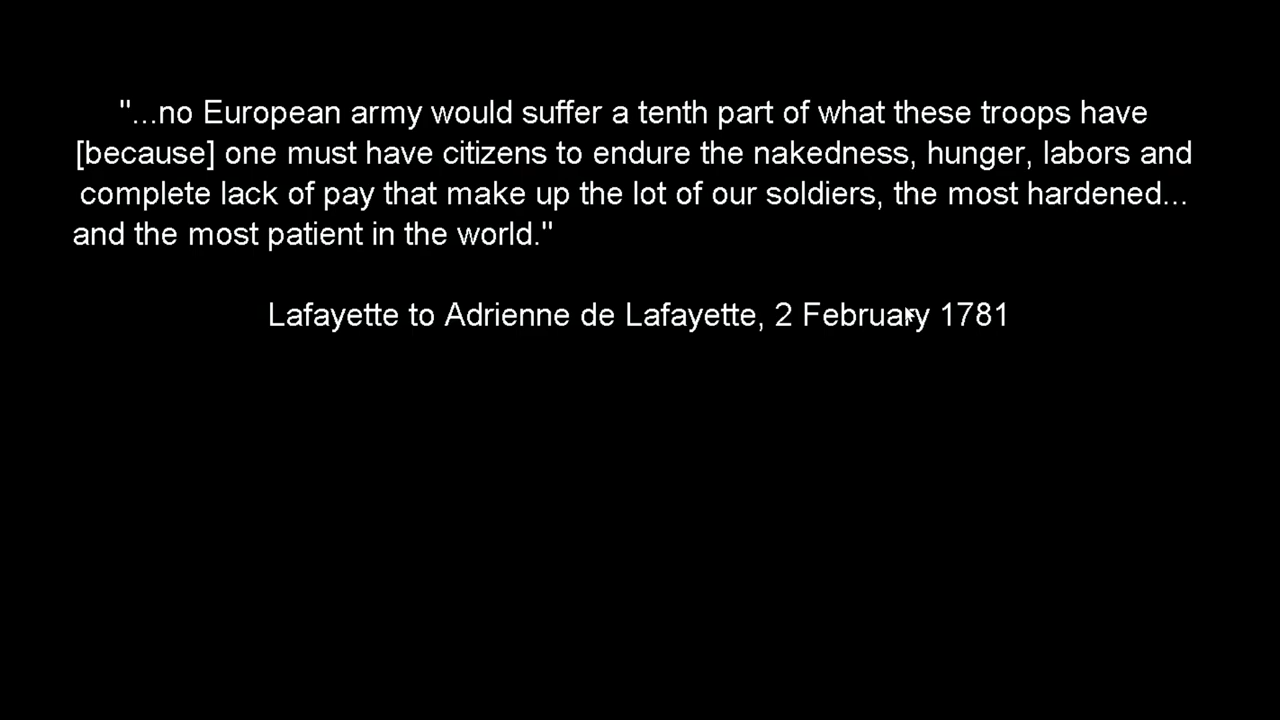 "...no European army would suffer a tenth part of what these troops have
[because] one must have citizens to endure the nakedness, hunger, labors and
complete lack of pay that make up the lot of our soldiers, the most hardened...
and the most patient in the world."
Lafayette to Adrienne de Lafayette, 2 February 1781